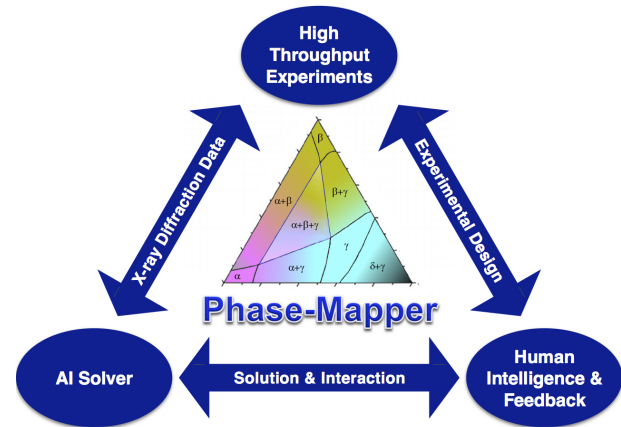 High
Throughput
Experiments
X-ray Diffraction Data
Experimental Design
β
α+β
β+γ
α+β+γ
γ
α
α+γ
δ+γ
Phase-Mapper
AI Solver
Solution & Interaction
Human
Intelligence &
Feedback